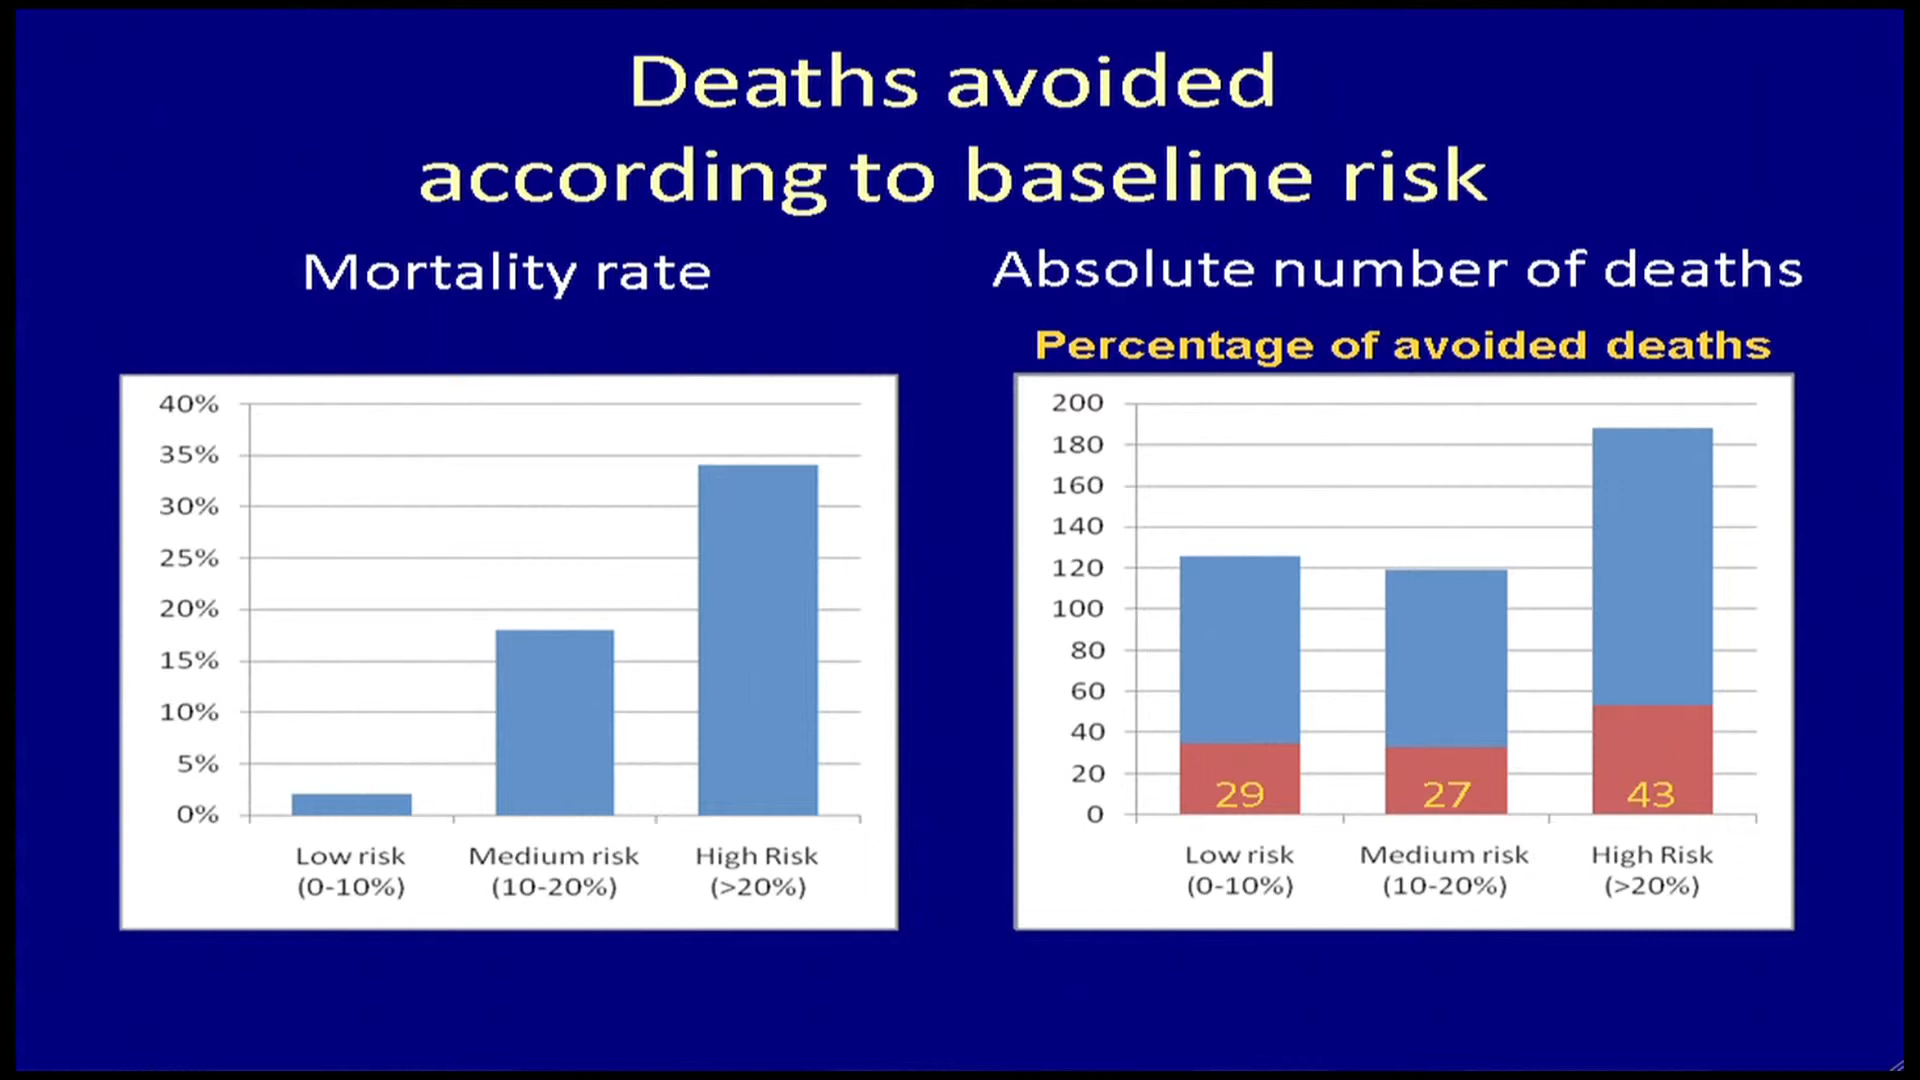 Deaths avoided
according to baseline risk
Mortality rate
40%
35%
30%
25%
20%
15%
10%
5%
0%
Low risk
(0-10%)
Medium risk
(10-20%)
High Risk
(>20%)
Absolute number of deaths
Percentage of avoided deaths
200
180
160
140
120
100
80
60
40
20
0
29
27
43
Low risk
(0-10%)
Medium risk
(10-20%)
High Risk
(>20%)